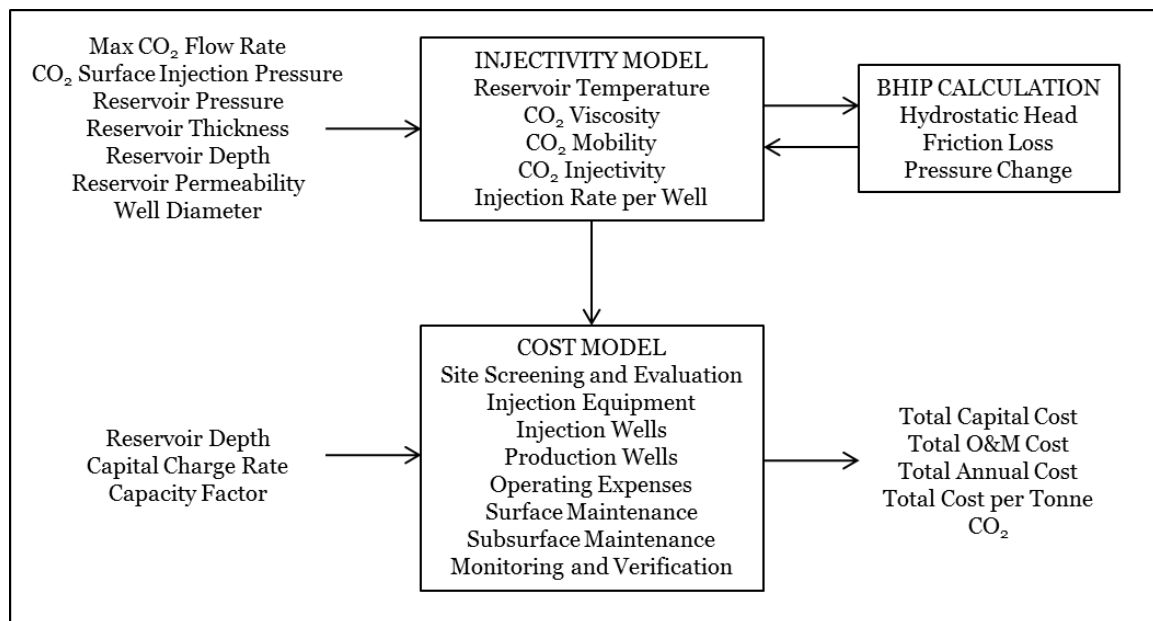 Max CO₂ Flow Rate
CO₂ Surface Injection Pressure
Reservoir Pressure
Reservoir Thickness
Reservoir Depth
Reservoir Permeability
Well Diameter
INJECTIVITY MODEL
Reservoir Temperature
CO₂ Viscosity
CO₂ Mobility
CO₂ Injectivity
Injection Rate per Well
BHIP CALCULATION
Hydrostatic Head
Friction Loss
Pressure Change
Reservoir Depth
Capital Charge Rate
Capacity Factor
COST MODEL
Site Screening and Evaluation
Injection Equipment
Injection Wells
Production Wells
Operating Expenses
Surface Maintenance
Subsurface Maintenance
Monitoring and Verification
Total Capital Cost
Total O&M Cost
Total Annual Cost
Total Cost per Tonne
CO₂